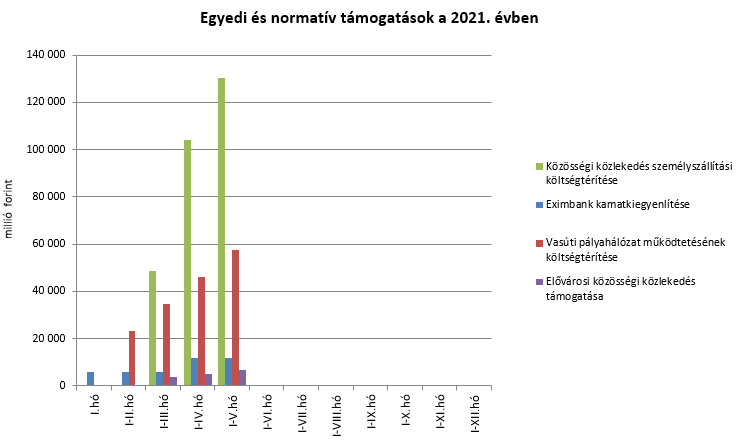 Egyedi és normatív támogatások a 2021. évben
140 000
120 000
100 000
80 000
60 000
40 000
20 000
0
millió forint
I.hó
I-II.hó
I-III.hó
I-IV.hó
I-V.hó
I-VI.hó
I-VII.hó
I-VIII.hó
I-IX.hó
I-X.hó
I-XI.hó
I-XII.hó
Közösségi közlekedés személyszállítási
költségtérítése
Eximbank kamatkiegyenlítése
Vasúti pályahálózat működtetésének
költségtérítése
Elővárosi közösségi közlekedés
támogatása